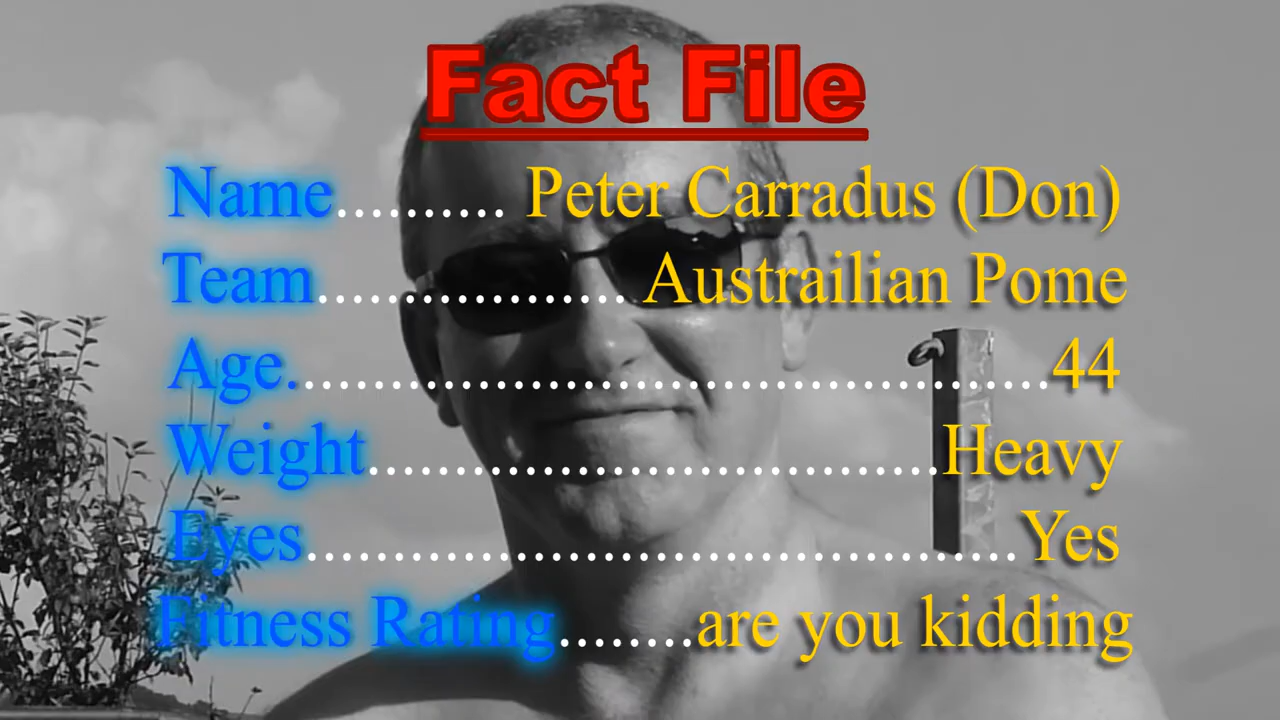 Fact File
Name.......... Peter Carradus (Don)
Team..................Austrailian Pome
Age............................................44
Weight.................................Heavy
Eyes..........................................Yes
Fitness Rating........are you kidding